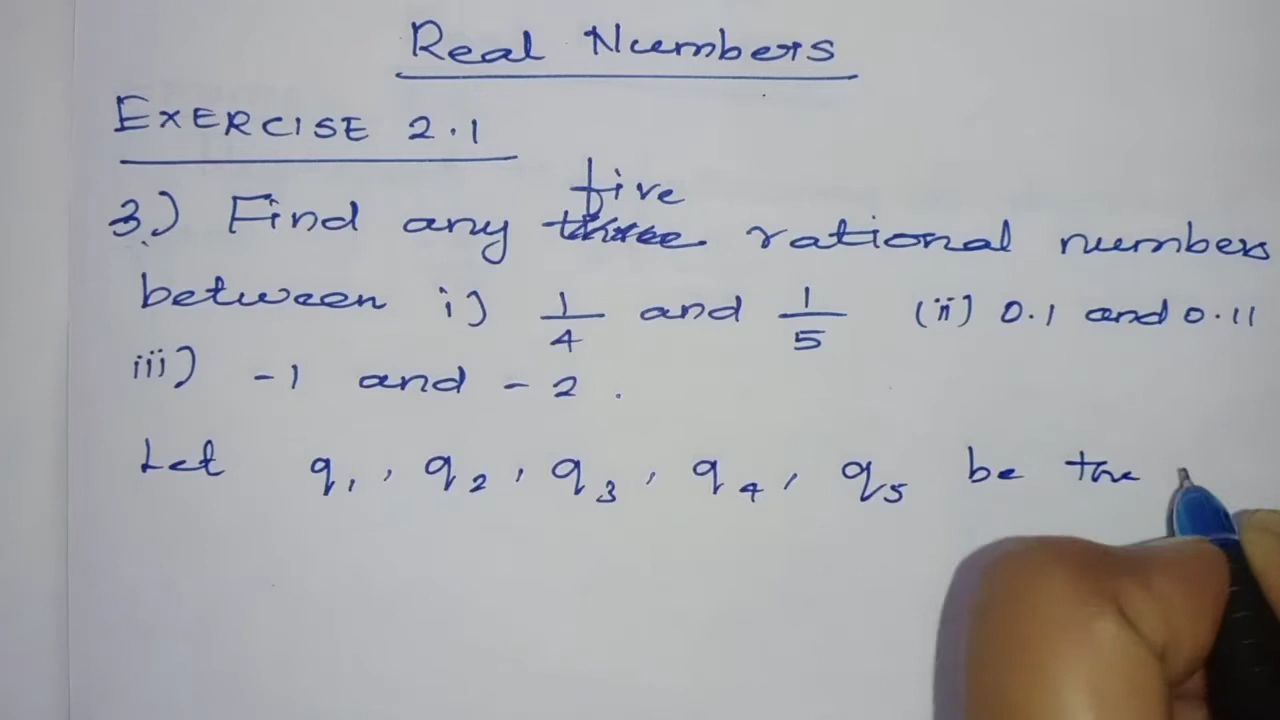 Real Numbers
EXERCISE 2.1
3.) Find any five three rational numbers
between i) 1/4 and 1/5 (ii) 0.1 and 0.11
iii) -1 and -2.
Let q1, q2, q3, q4, q5 be the